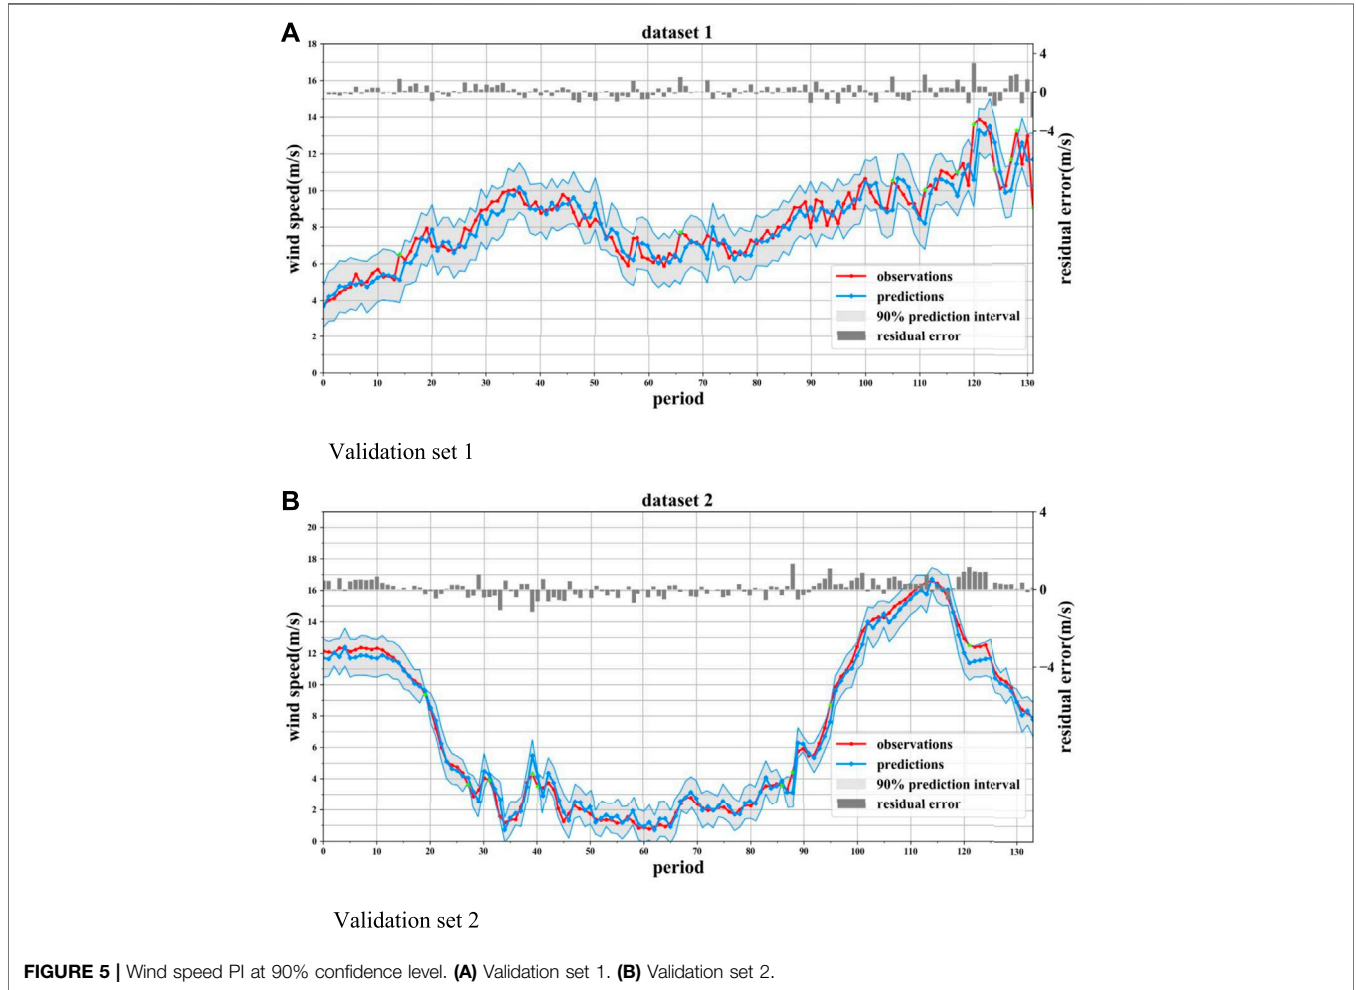 A
dataset 1
18
16
14
12
10
8
6
4
2
0
wind speed(m/s)
4
0
−4
residual error(m/s)
observations
predictions
90% prediction interval
residual error
0 10 20 30 40 50 60 70 80 90 100 110 120 130
period
Validation set 1
B
dataset 2
20
18
16
14
12
10
8
6
4
2
0
wind speed(m/s)
4
0
−4
residual error(m/s)
observations
predictions
90% prediction interval
residual error
0 10 20 30 40 50 60 70 80 90 100 110 120 130
period
Validation set 2
FIGURE 5 | Wind speed PI at 90% confidence level. (A) Validation set 1. (B) Validation set 2.